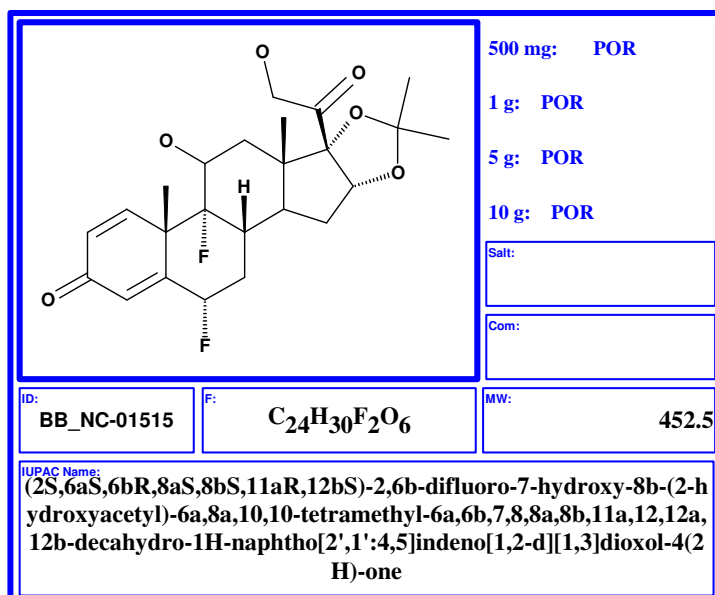 O
O
O
O
O
H
F
O
F
500 mg: POR
1 g: POR
5 g: POR
10 g: POR
Salt:
Com:
ID:
BB_NC-01515
F:
C24H30F2O6
MW:
452.5
IUPAC Name:
(2S,6aS,6bR,8aS,8bS,11aR,12bS)-2,6b-difluoro-7-hydroxy-8b-(2-h
ydroxyacetyl)-6a,8a,10,10-tetramethyl-6a,6b,7,8,8a,8b,11a,12,12a,
12b-decahydro-1H-naphtho[2',1':4,5]indeno[1,2-d][1,3]dioxol-4(2
H)-one